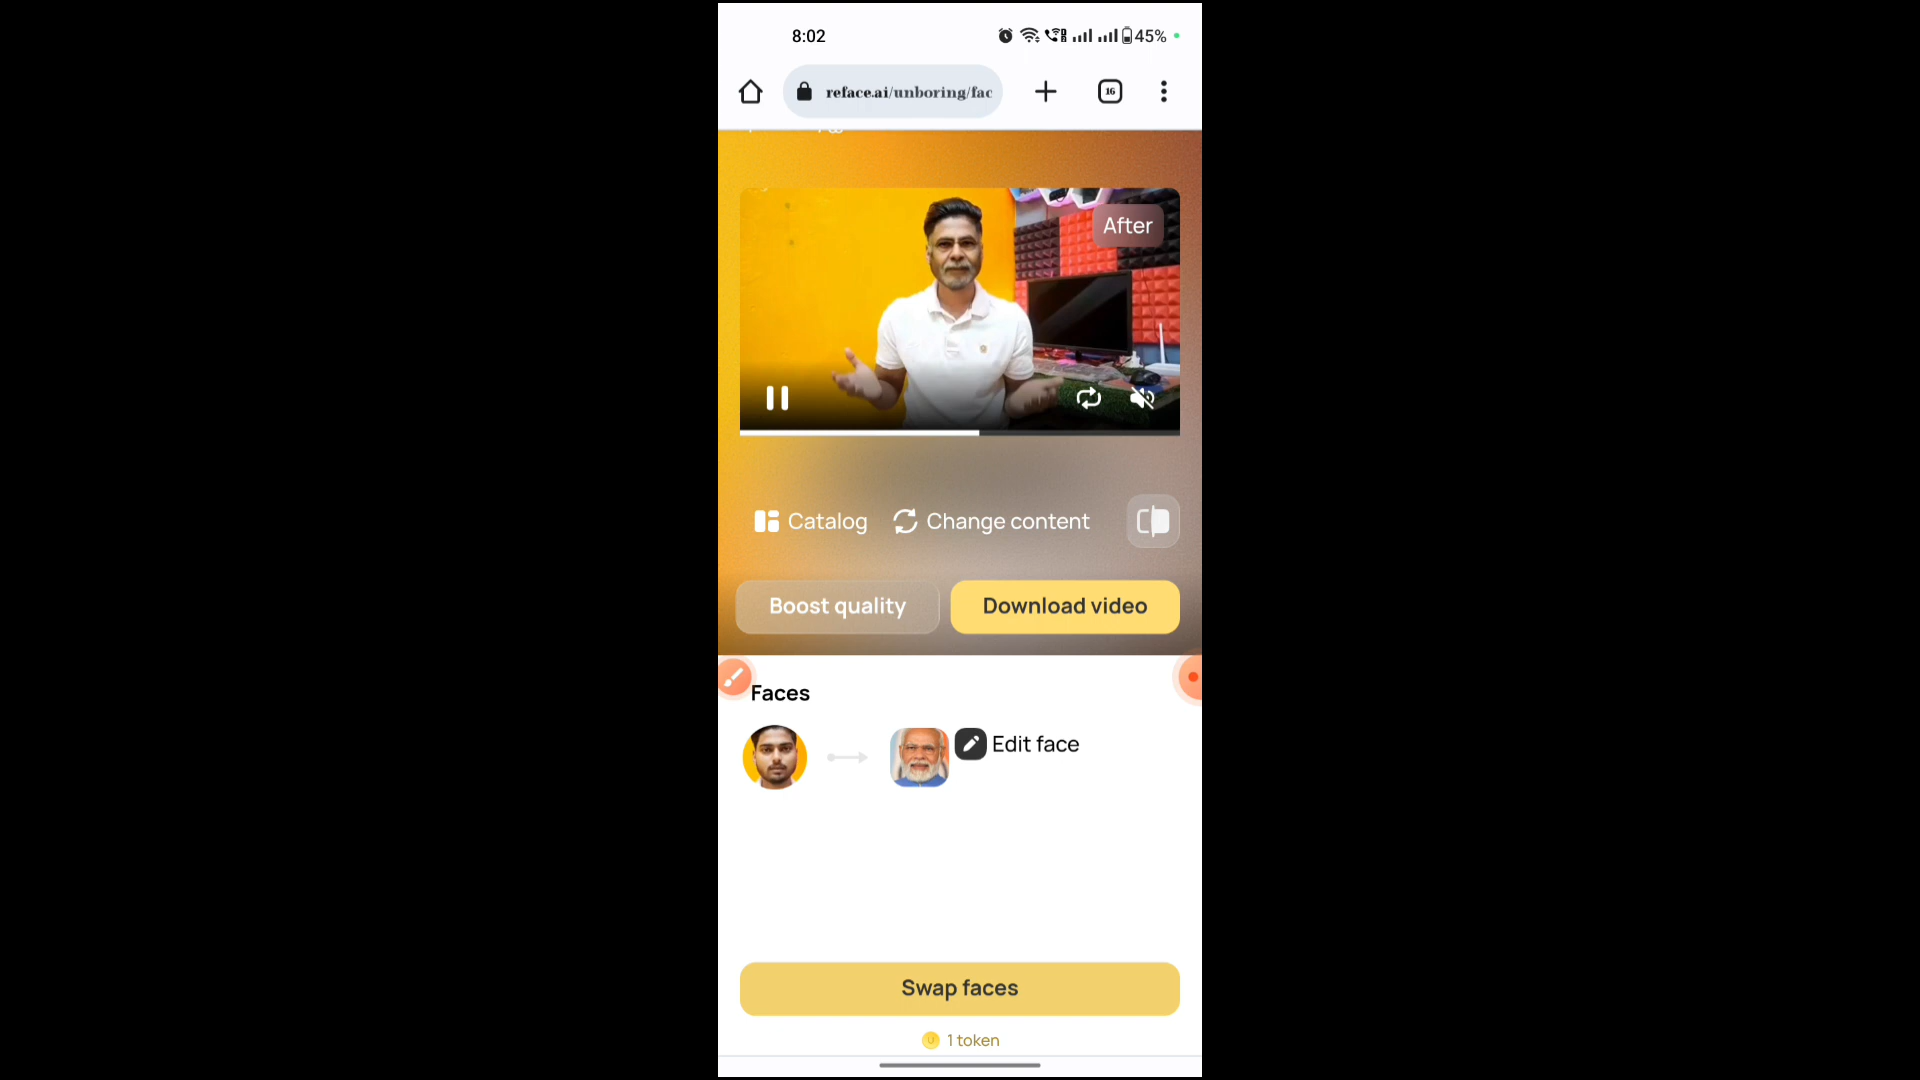 8:02
45%
reface.ai/unboring/fac
16
After
Catalog
Change content
Boost quality
Download video
Faces
Edit face
Swap faces
1 token